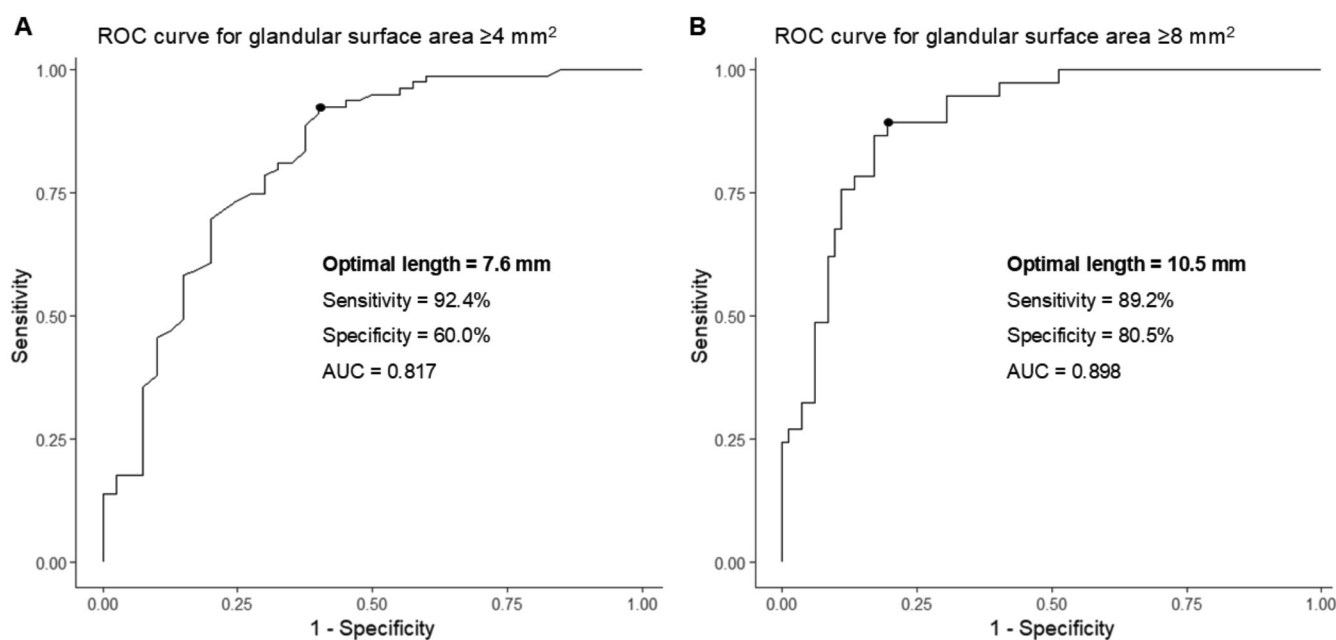 A
ROC curve for glandular surface area ≥4 mm²
1.00
0.75
0.50
0.25
0.00
Sensitivity
Optimal length = 7.6 mm
Sensitivity = 92.4%
Specificity = 60.0%
AUC = 0.817
0.00 0.25 0.50 0.75 1.00
1 - Specificity
B
ROC curve for glandular surface area ≥8 mm²
1.00
0.75
0.50
0.25
0.00
Sensitivity
Optimal length = 10.5 mm
Sensitivity = 89.2%
Specificity = 80.5%
AUC = 0.898
0.00 0.25 0.50 0.75 1.00
1 - Specificity